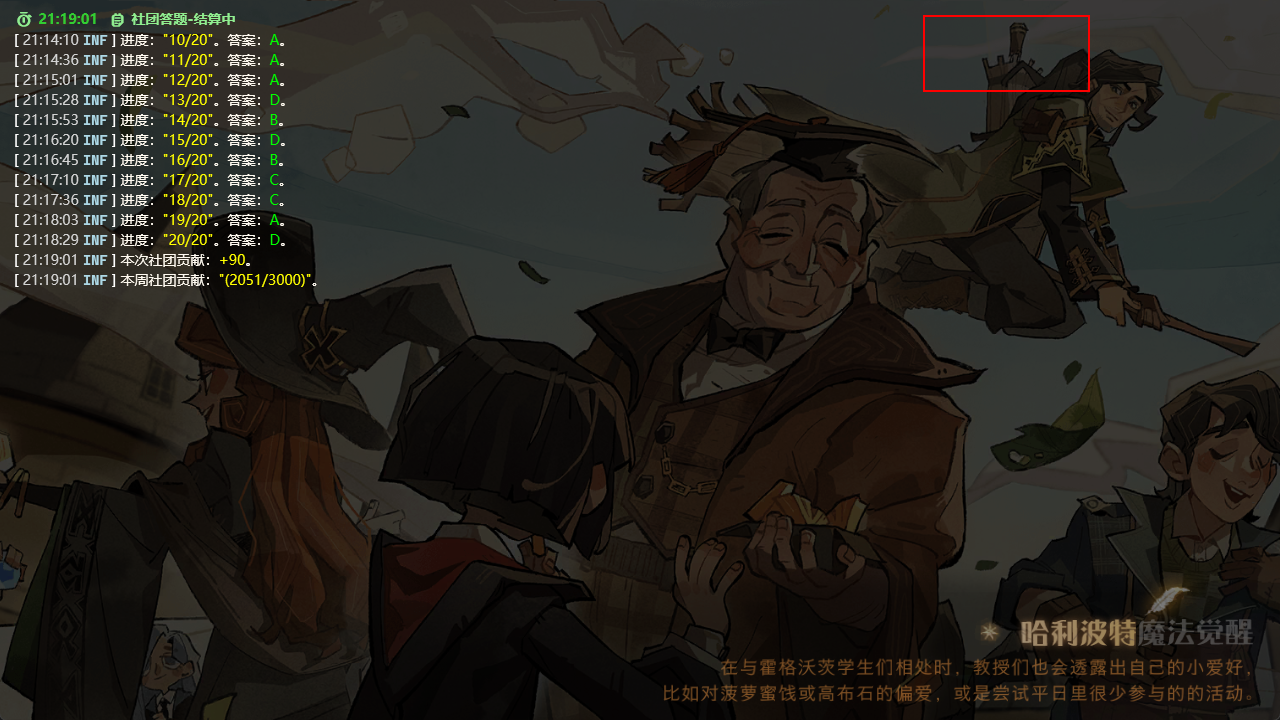 21:19:01 社团答题-结算中
[ 21:14:10 INF ] 进度："10/20"。答案：A。
[ 21:14:36 INF ] 进度："11/20"。答案：A。
[ 21:15:01 INF ] 进度："12/20"。答案：A。
[ 21:15:28 INF ] 进度："13/20"。答案：D。
[ 21:15:53 INF ] 进度："14/20"。答案：B。
[ 21:16:20 INF ] 进度："15/20"。答案：D。
[ 21:16:45 INF ] 进度："16/20"。答案：B。
[ 21:17:10 INF ] 进度："17/20"。答案：C。
[ 21:17:36 INF ] 进度："18/20"。答案：C。
[ 21:18:03 INF ] 进度："19/20"。答案：A。
[ 21:18:29 INF ] 进度："20/20"。答案：D。
[ 21:19:01 INF ] 本次社团贡献：+90。
[ 21:19:01 INF ] 本周社团贡献："(2051/3000)"。
哈利波特魔法觉醒
在与霍格沃茨学生们相处时，教授们也会透露出自己的小爱好，
比如对菠萝蜜饯或高布石的偏爱，或是尝试平日里很少参与的的活动。